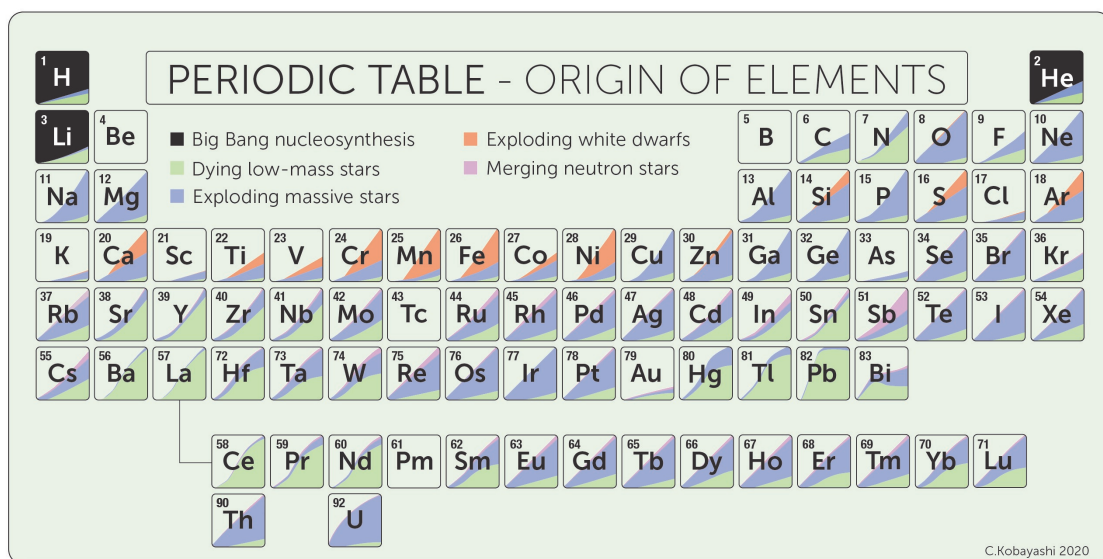 1 H
PERIODIC TABLE - ORIGIN OF ELEMENTS
2 He
3 Li
4 Be
Big Bang nucleosynthesis
Dying low-mass stars
Exploding massive stars
Exploding white dwarfs
Merging neutron stars
5 B
6 C
7 N
8 O
9 F
10 Ne
11 Na
12 Mg
13 Al
14 Si
15 P
16 S
17 Cl
18 Ar
19 K
20 Ca
21 Sc
22 Ti
23 V
24 Cr
25 Mn
26 Fe
27 Co
28 Ni
29 Cu
30 Zn
31 Ga
32 Ge
33 As
34 Se
35 Br
36 Kr
37 Rb
38 Sr
39 Y
40 Zr
41 Nb
42 Mo
43 Tc
44 Ru
45 Rh
46 Pd
47 Ag
48 Cd
49 In
50 Sn
51 Sb
52 Te
53 I
54 Xe
55 Cs
56 Ba
57 La
72 Hf
73 Ta
74 W
75 Re
76 Os
77 Ir
78 Pt
79 Au
80 Hg
81 Tl
82 Pb
83 Bi
58 Ce
59 Pr
60 Nd
61 Pm
62 Sm
63 Eu
64 Gd
65 Tb
66 Dy
67 Ho
68 Er
69 Tm
70 Yb
71 Lu
90 Th
92 U
C.Kobayashi 2020